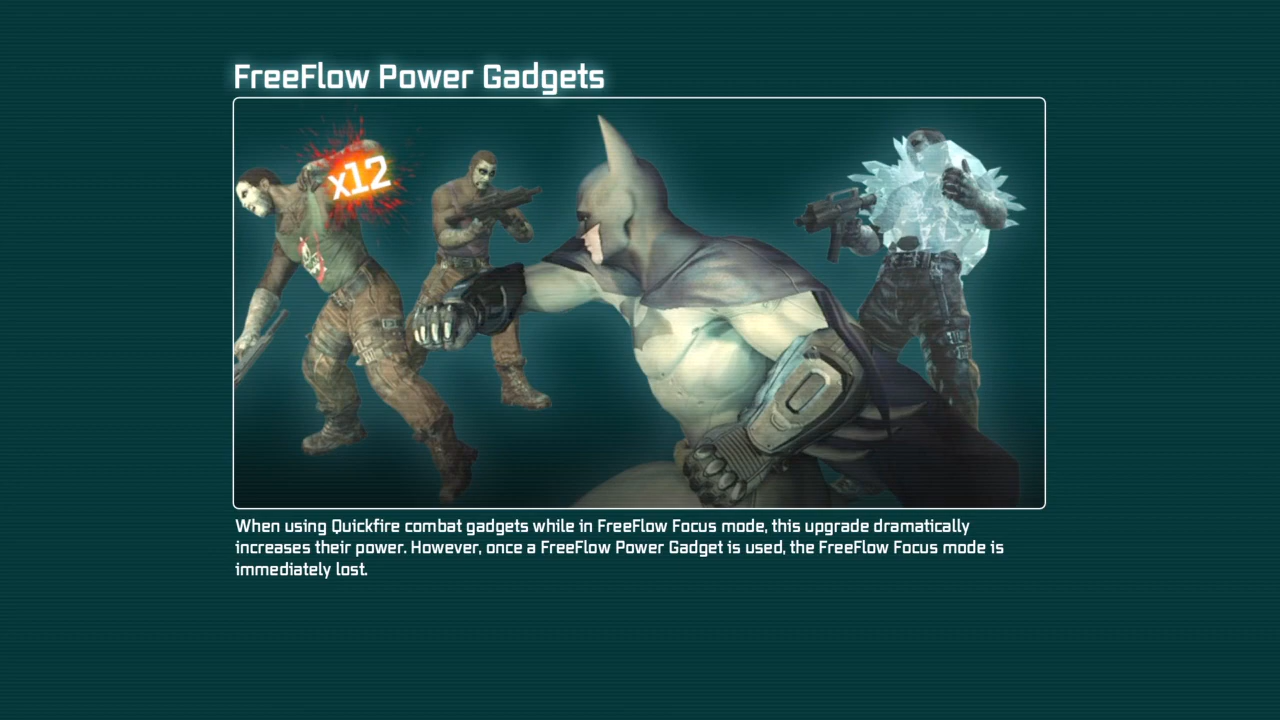 FreeFlow Power Gadgets
x12
When using Quickfire combat gadgets while in FreeFlow Focus mode, this upgrade dramatically
increases their power. However, once a FreeFlow Power Gadget is used, the FreeFlow Focus mode is
immediately lost.